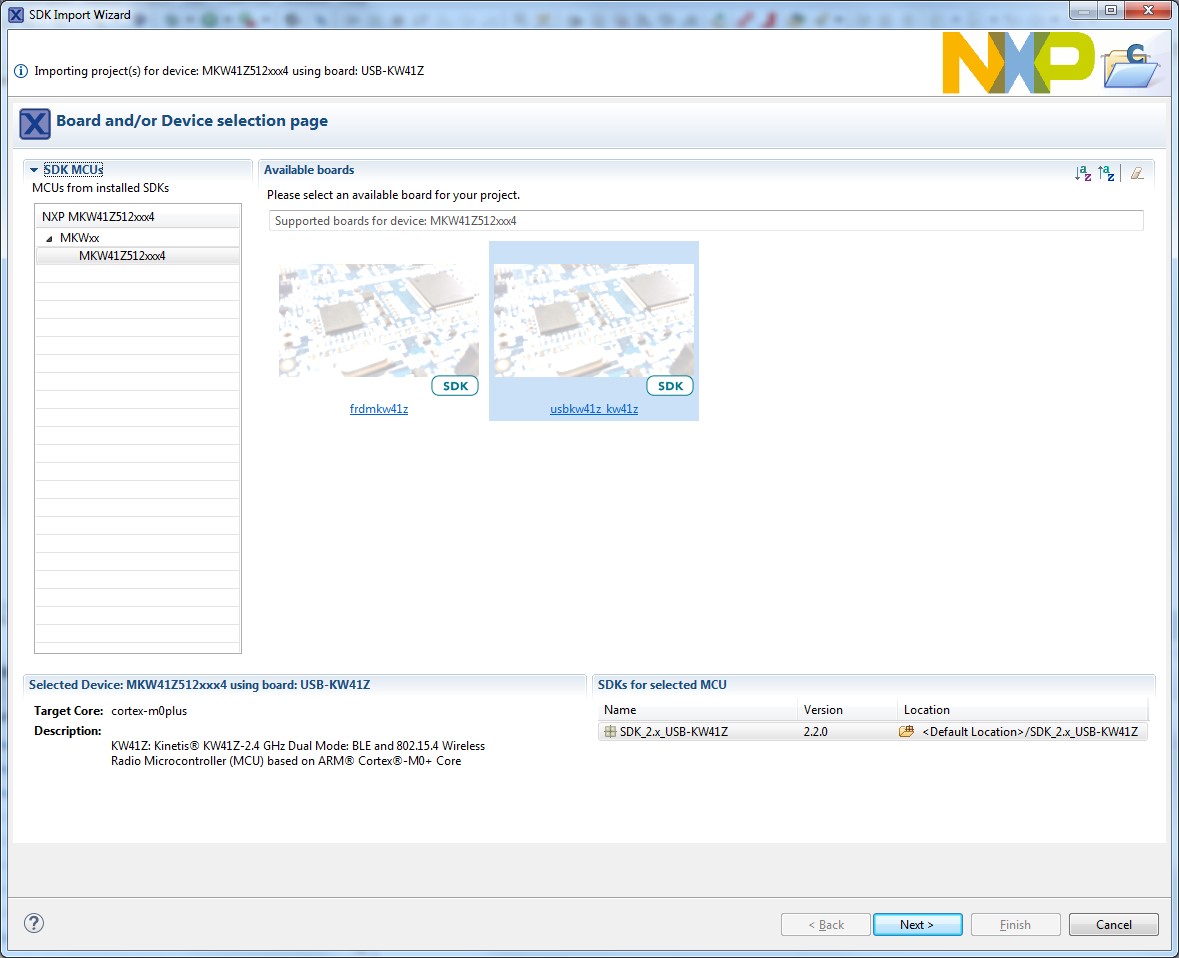 SDK Import Wizard
Importing project(s) for device: MKW41Z512xxx4 using board: USB-KW41Z
NXP
Board and/or Device selection page
SDK MCUs
MCUs from installed SDKs
NXP MKW41Z512xxx4
MKWxx
MKW41Z512xxx4
Available boards
Please select an available board for your project.
Supported boards for device: MKW41Z512xxx4
SDK
frdmkw41z
SDK
usbkw41z_kw41z
Selected Device: MKW41Z512xxx4 using board: USB-KW41Z
Target Core: cortex-m0plus
Description:
KW41Z: Kinetis® KW41Z-2.4 GHz Dual Mode: BLE and 802.15.4 Wireless
Radio Microcontroller (MCU) based on ARM® Cortex®-M0+ Core
SDKs for selected MCU
Name Version Location
SDK_2.x_USB-KW41Z 2.2.0 <Default Location>/SDK_2.x_USB-KW41Z
< Back Next > Finish Cancel